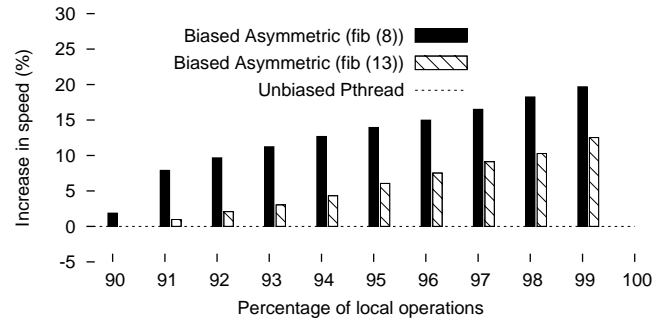 30
25
20
15
10
5
0
-5
Increase in speed (%)
Biased Asymmetric (fib (8))
Biased Asymmetric (fib (13))
Unbiased Pthread
90 91 92 93 94 95 96 97 98 99 100
Percentage of local operations